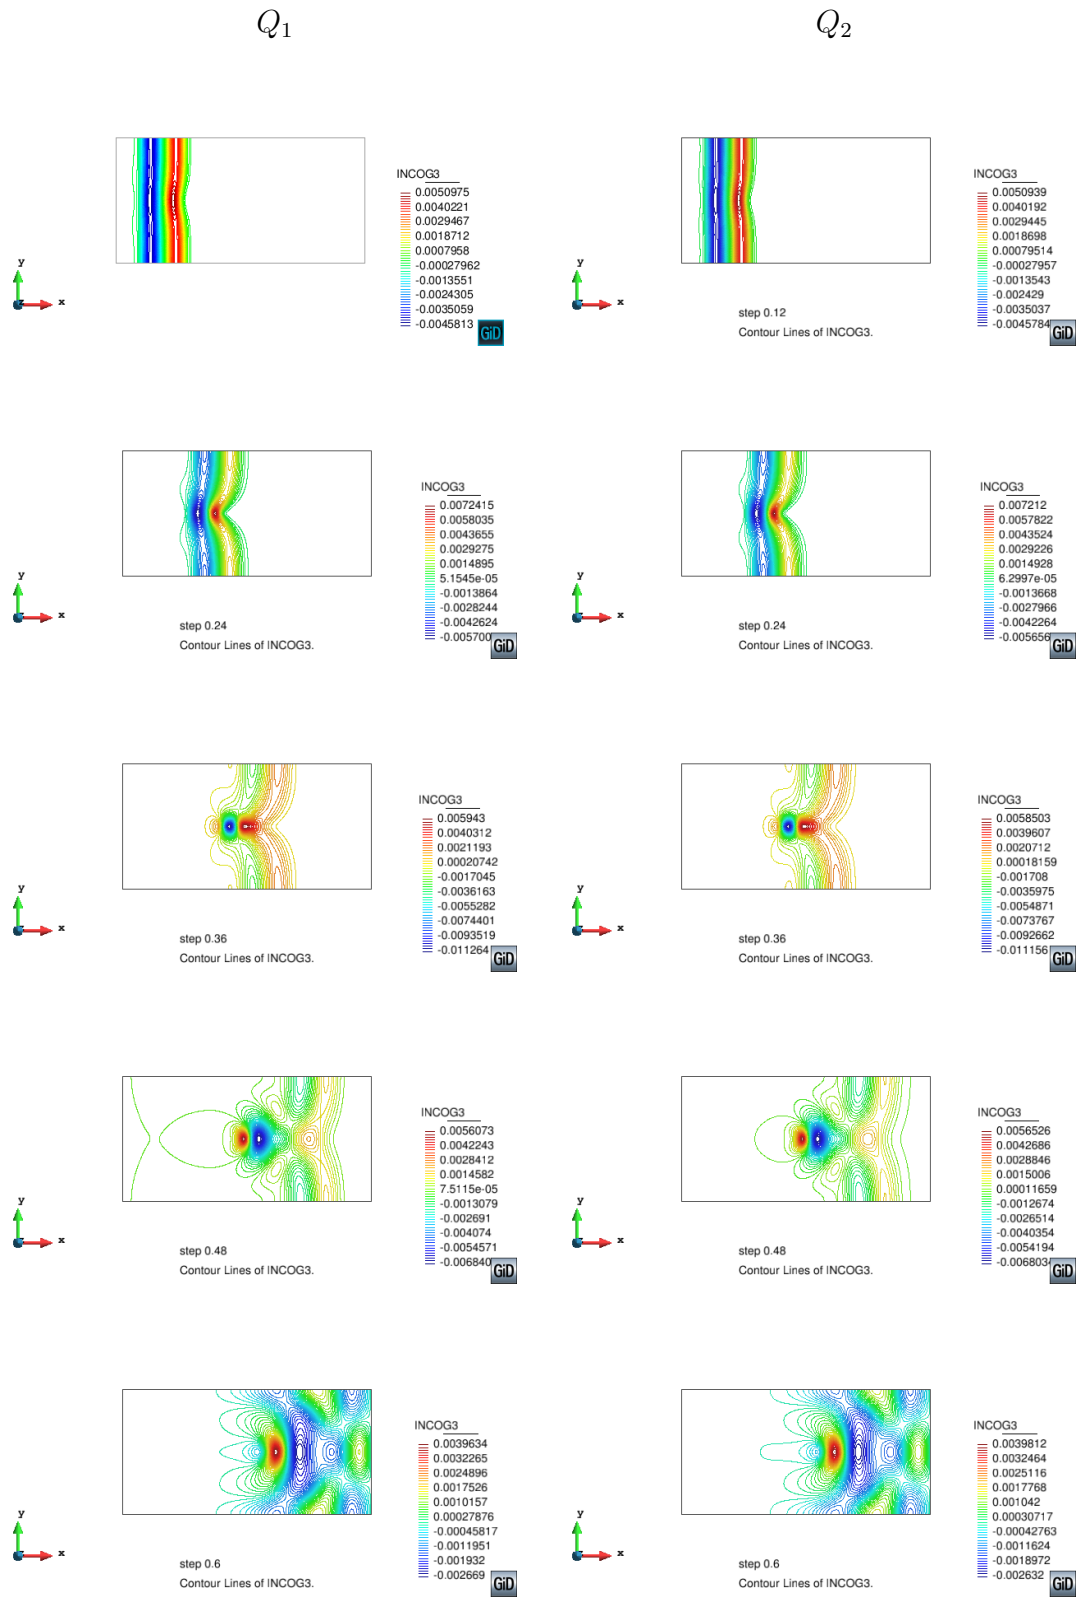 Q1 Q2
INCOG3
0.0050975
0.0040221
0.0029467
0.0018712
0.0007958
-0.00027962
-0.0013551
-0.0024305
-0.0035059
-0.0045813
y
z x
GiD
INCOG3
0.0050939
0.0040192
0.0029445
0.0018698
0.00079514
-0.00027957
-0.0013543
-0.002429
-0.0035037
-0.0045784
y
x
step 0.12
Contour Lines of INCOG3.
GiD
INCOG3
0.0072415
0.0058035
0.0043655
0.0029275
0.0014895
5.1545e-05
-0.0013864
-0.0028244
-0.0042624
-0.005700
y
x
step 0.24
Contour Lines of INCOG3.
GiD
INCOG3
0.007212
0.0057822
0.0043524
0.0029226
0.0014928
6.2997e-05
-0.0013668
-0.0027966
-0.0042264
-0.005656
y
x
step 0.24
Contour Lines of INCOG3.
GiD
INCOG3
0.005943
0.0040312
0.0021193
0.00020742
-0.0017045
-0.0036163
-0.0055282
-0.0074401
-0.0093519
-0.011264
y
x
step 0.36
Contour Lines of INCOG3.
GiD
INCOG3
0.0058503
0.0039607
0.0020712
0.00018159
-0.001708
-0.0035975
-0.0054871
-0.0073767
-0.0092662
-0.011156
y
x
step 0.36
Contour Lines of INCOG3.
GiD
INCOG3
0.0056073
0.0042243
0.0028412
0.0014582
7.5115e-05
-0.0013079
-0.002691
-0.004074
-0.0054571
-0.006840
y
x
step 0.48
Contour Lines of INCOG3.
GiD
INCOG3
0.0056526
0.0042686
0.0028846
0.0015006
0.00011659
-0.0012674
-0.0026514
-0.0040354
-0.0054194
-0.0068034
y
x
step 0.48
Contour Lines of INCOG3.
GiD
INCOG3
0.0039634
0.0032265
0.0024896
0.0017526
0.0010157
0.00027876
-0.00045817
-0.0011951
-0.001932
-0.002669
y
x
step 0.6
Contour Lines of INCOG3.
GiD
INCOG3
0.0039812
0.0032464
0.0025116
0.0017768
0.001042
0.00030717
-0.00042763
-0.0011624
-0.0018972
-0.002632
y
x
step 0.6
Contour Lines of INCOG3.
GiD